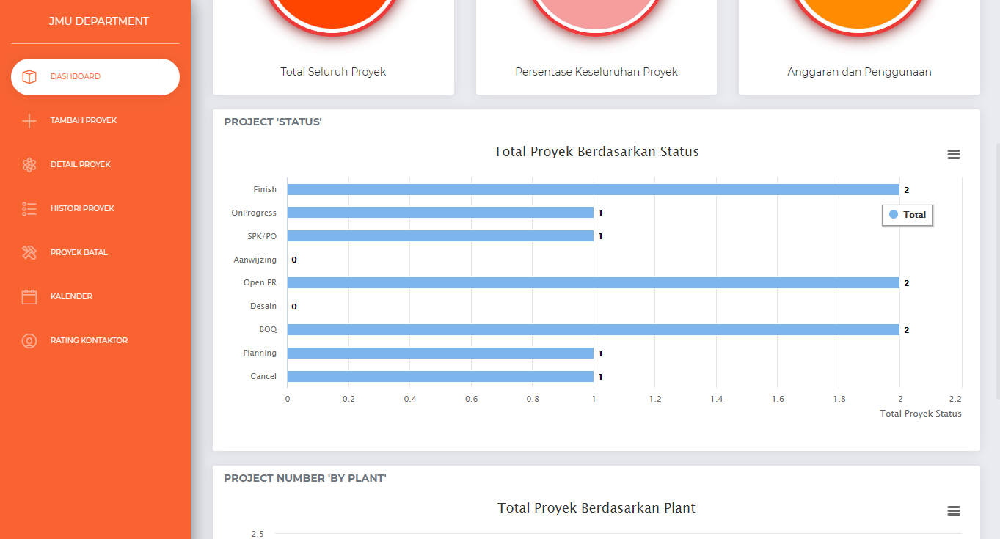 JMU DEPARTMENT
DASHBOARD
TAMBAH PROYEK
DETAIL PROYEK
HISTORI PROYEK
PROYEK BATAL
KALENDER
RATING KONTAKTOR
Total Seluruh Proyek
Persentase Keseluruhan Proyek
Anggaran dan Penggunaan
PROJECT 'STATUS'
Total Proyek Berdasarkan Status
Finish 2
Total
OnProgress 1
SPK/PO 1
Aanwijzing 0
Open PR 2
Desain 0
BOQ 2
Planning 1
Cancel 1
0 0.2 0.4 0.6 0.8 1 1.2 1.4 1.6 1.8 2 2.2
Total Proyek Status
PROJECT NUMBER 'BY PLANT'
Total Proyek Berdasarkan Plant
2.5